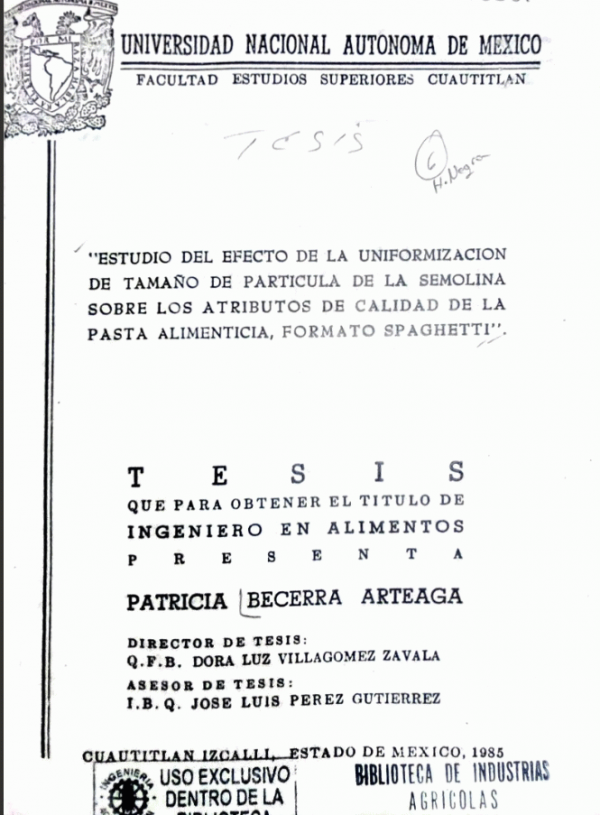 UNIVERSIDAD NACIONAL AUTONOMA DE MEXICO
FACULTAD ESTUDIOS SUPERIORES CUAUTITLAN
TESIS
6
H. Negra
"ESTUDIO DEL EFECTO DE LA UNIFORMIZACION
DE TAMAÑO DE PARTICULA DE LA SEMOLINA
SOBRE LOS ATRIBUTOS DE CALIDAD DE LA
PASTA ALIMENTICIA, FORMATO SPAGHETTI".
T E S I S
QUE PARA OBTENER EL TITULO DE
INGENIERO EN ALIMENTOS
P R E S E N T A
PATRICIA BECERRA ARTEAGA
DIRECTOR DE TESIS:
Q.F.B. DORA LUZ VILLAGOMEZ ZAVALA
ASESOR DE TESIS:
I.B.Q. JOSE LUIS PEREZ GUTIERREZ
CUAUTITLAN IZCALLI, ESTADO DE MEXICO, 1985
INGENIERIA
USO EXCLUSIVO
DENTRO DE LA
BIBLIOTECA
BIBLIOTECA DE INDUSTRIAS
AGRICOLAS